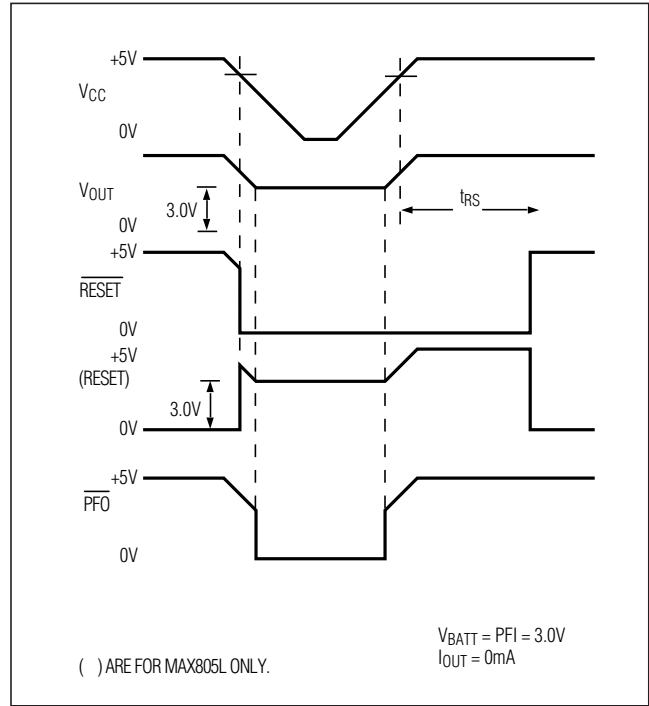 +5V
VCC
0V
VOUT
3.0V
tRS
0V
+5V
RESET
0V
+5V
(RESET)
3.0V
0V
+5V
PFO
0V
VBATT = PFI = 3.0V
IOUT = 0mA
( ) ARE FOR MAX805L ONLY.